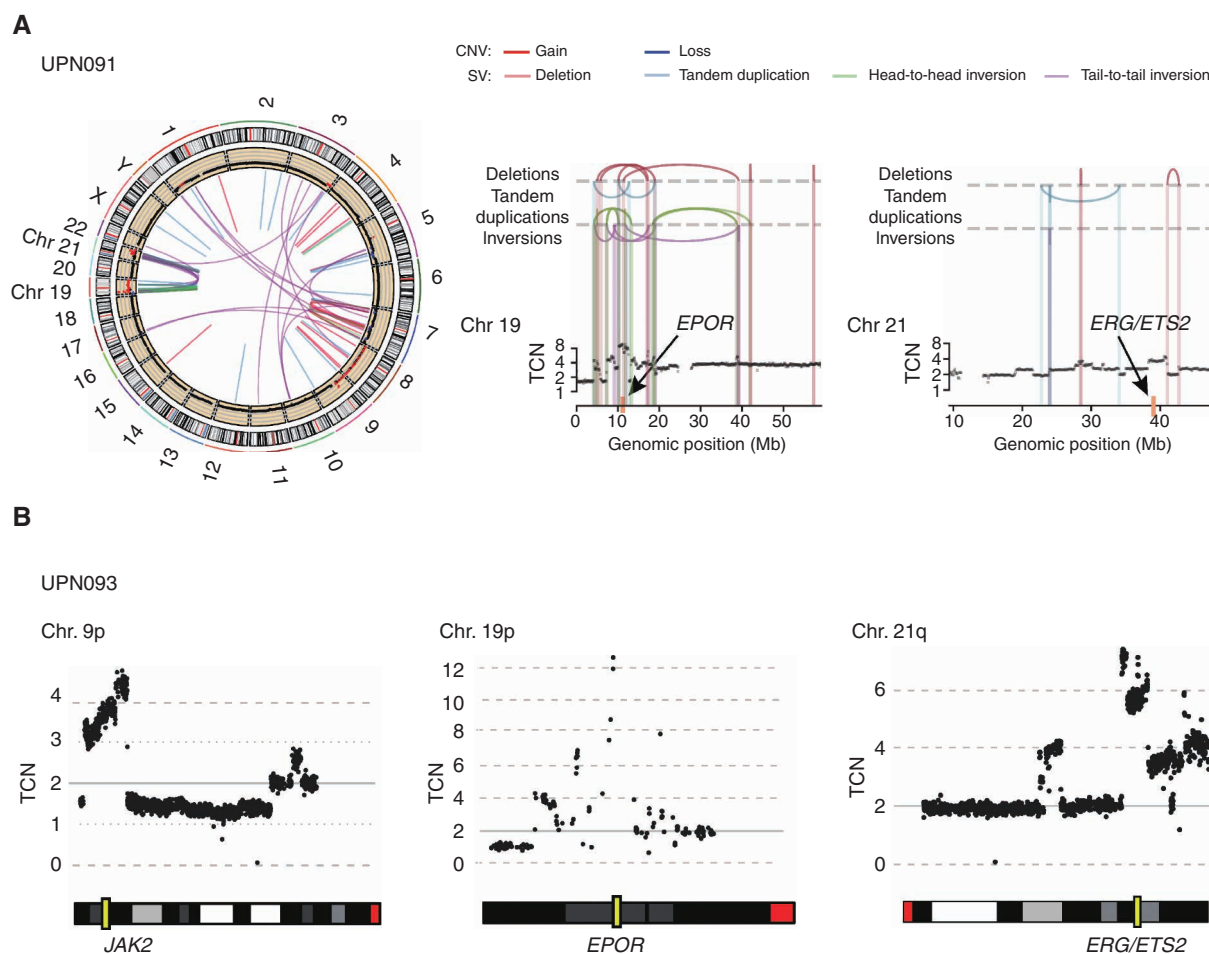 A
UPN091
CNV: Gain Loss
SV: Deletion Tandem duplication Head-to-head inversion Tail-to-tail inversion
1
2
3
4
5
6
7
8
9
10
11
12
13
14
15
16
17
18
Chr 19
20
Chr 21
22
X
Y
Deletions
Tandem
duplications
Inversions
Chr 19
EPOR
TCN
8
4
2
1
0 10 20 30 40 50
Genomic position (Mb)
Deletions
Tandem
duplications
Inversions
Chr 21
ERG/ETS2
TCN
8
4
2
1
10 20 30 40
Genomic position (Mb)
B
UPN093
Chr. 9p
TCN
4
3
2
1
0
JAK2
Chr. 19p
TCN
12
10
8
6
4
2
0
EPOR
Chr. 21q
TCN
6
4
2
0
ERG/ETS2